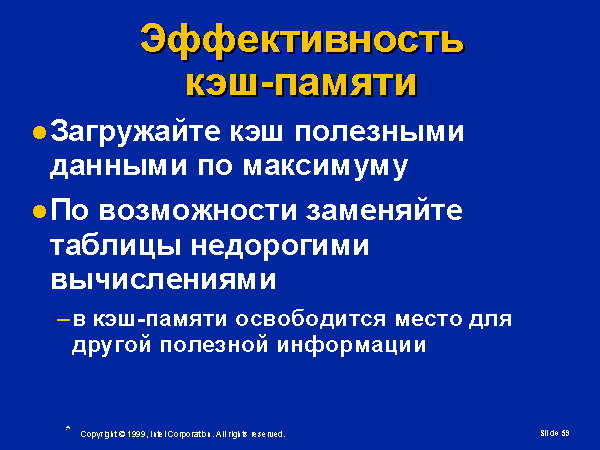 Эффективность
кэш-памяти
●Загружайте кэш полезными
данными по максимуму
●По возможности заменяйте
таблицы недорогими
вычислениями
–в кэш-памяти освободится место для
другой полезной информации
* Copyright © 1999, Intel Corporation. All rights reserved.
Slide 59